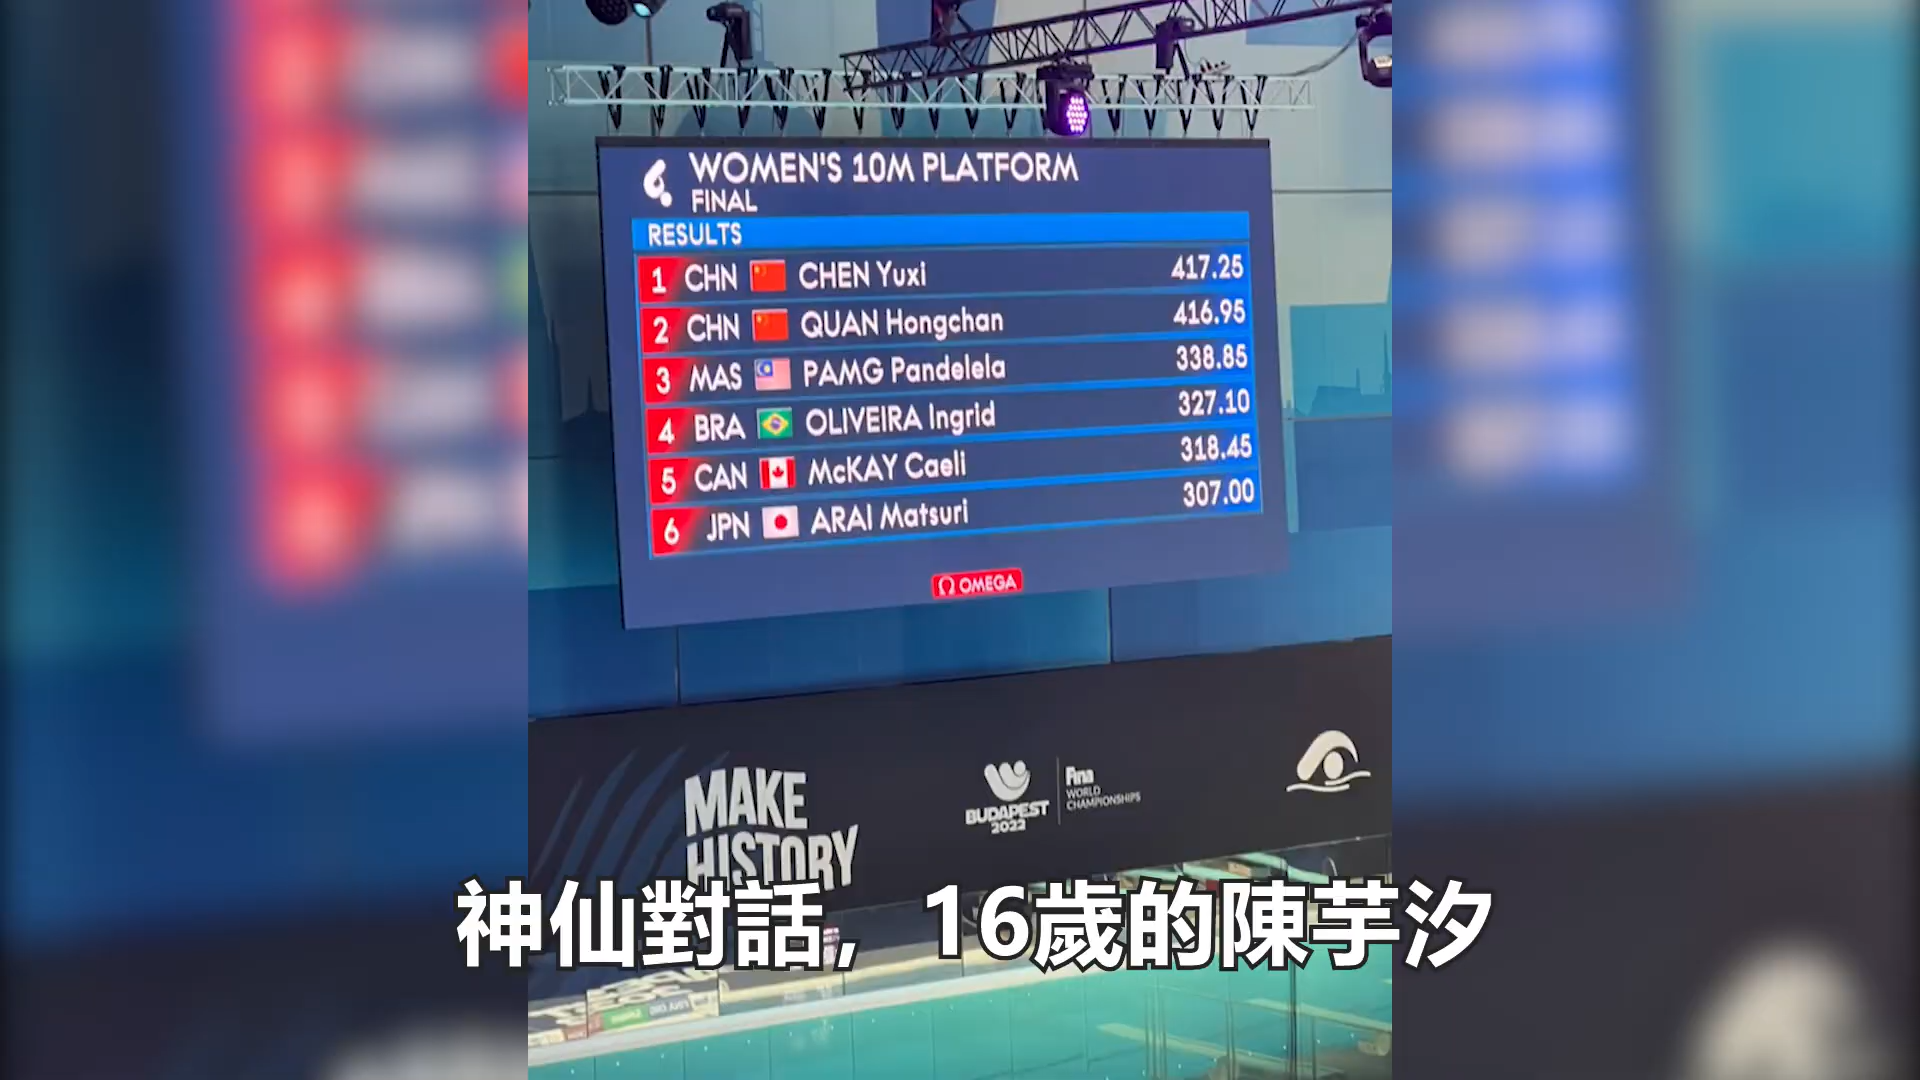 WOMEN'S 10M PLATFORM
FINAL
RESULTS
1 CHN CHEN Yuxi 417.25
2 CHN QUAN Hongchan 416.95
3 MAS PAMG Pandelela 338.85
4 BRA OLIVEIRA Ingrid 327.10
5 CAN McKAY Caeli 318.45
6 JPN ARAI Matsuri 307.00
Ω OMEGA
MAKE
HISTORY
BUDAPEST
2022
Fina
WORLD
CHAMPIONSHIPS
神仙對話，16歲的陳芋汐